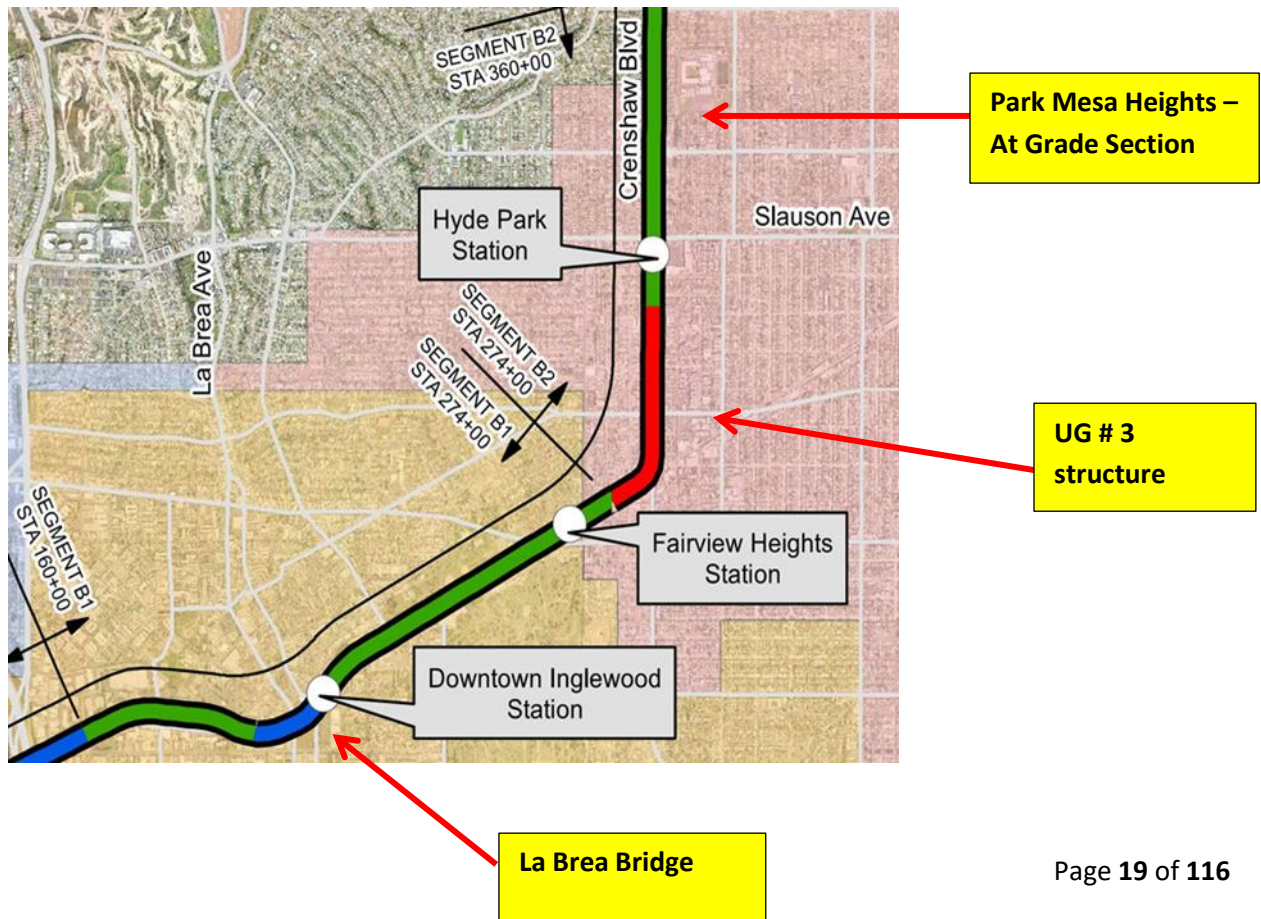 SEGMENT B2
STA 360+00
Crenshaw Blvd
Park Mesa Heights –
At Grade Section
Hyde Park
Station
Slauson Ave
La Brea Ave
SEGMENT B2
STA 274+00
SEGMENT B1
STA 274+00
UG # 3
structure
SEGMENT B1
STA 160+00
Fairview Heights
Station
Downtown Inglewood
Station
La Brea Bridge
Page 19 of 116